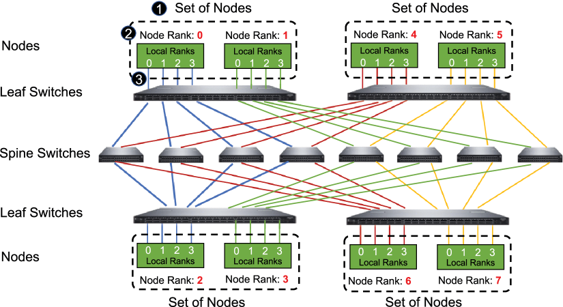 1 Set of Nodes Set of Nodes
2 Node Rank: 0 Node Rank: 1 Node Rank: 4 Node Rank: 5
Nodes Local Ranks Local Ranks Local Ranks Local Ranks
0 1 2 3 0 1 2 3 0 1 2 3 0 1 2 3
3
Leaf Switches
Spine Switches
Leaf Switches
0 1 2 3 0 1 2 3 0 1 2 3 0 1 2 3
Nodes Local Ranks Local Ranks Local Ranks Local Ranks
Node Rank: 2 Node Rank: 3 Node Rank: 6 Node Rank: 7
Set of Nodes Set of Nodes